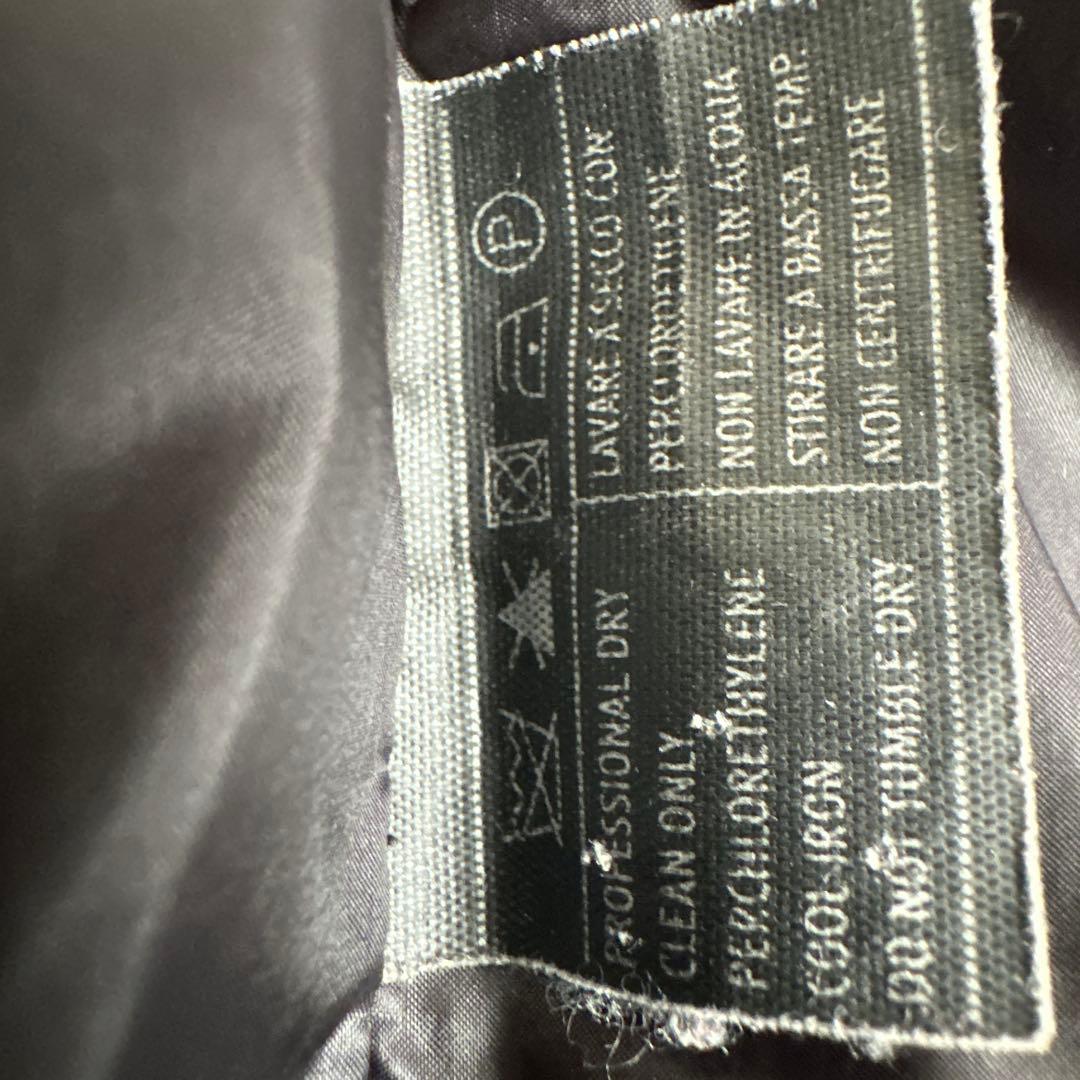 P
PROFESSIONAL DRY
CLEAN ONLY
PERCHLORETHYLENE
COOL IRON
DO NOT TUMBLE DRY
LAVARE A SECCO CON
PERCLOROETILENE
NON LAVARE IN ACQUA
STIRARE A BASSA TEMP.
NON CENTRIFUGARE